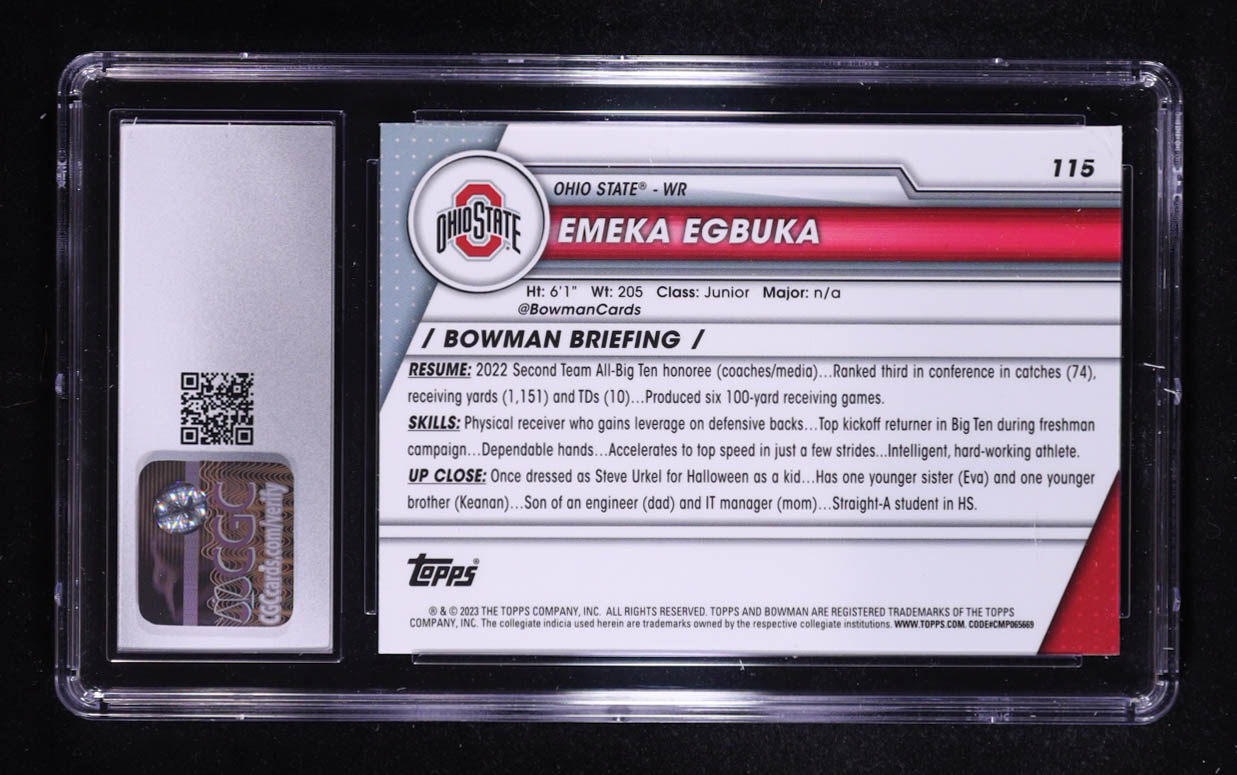 115
OHIO STATE® - WR
OHIO STATE
EMEKA EGBUKA
Ht: 6'1" Wt: 205 Class: Junior Major: n/a
@BowmanCards
/ BOWMAN BRIEFING /
RESUME: 2022 Second Team All-Big Ten honoree (coaches/media)...Ranked third in conference in catches (74),
receiving yards (1,151) and TDs (10)...Produced six 100-yard receiving games.
SKILLS: Physical receiver who gains leverage on defensive backs...Top kickoff returner in Big Ten during freshman
campaign...Dependable hands...Accelerates to top speed in just a few strides...Intelligent, hard-working athlete.
UP CLOSE: Once dressed as Steve Urkel for Halloween as a kid...Has one younger sister (Eva) and one younger
brother (Keanan)...Son of an engineer (dad) and IT manager (mom)...Straight-A student in HS.
topps®
® & © 2023 THE TOPPS COMPANY, INC. ALL RIGHTS RESERVED. TOPPS AND BOWMAN ARE REGISTERED TRADEMARKS OF THE TOPPS
COMPANY, INC. The collegiate indicia used herein are trademarks owned by the respective collegiate institutions. WWW.TOPPS.COM. CODE#CMP065669
CGC
CGCcards.com/verify